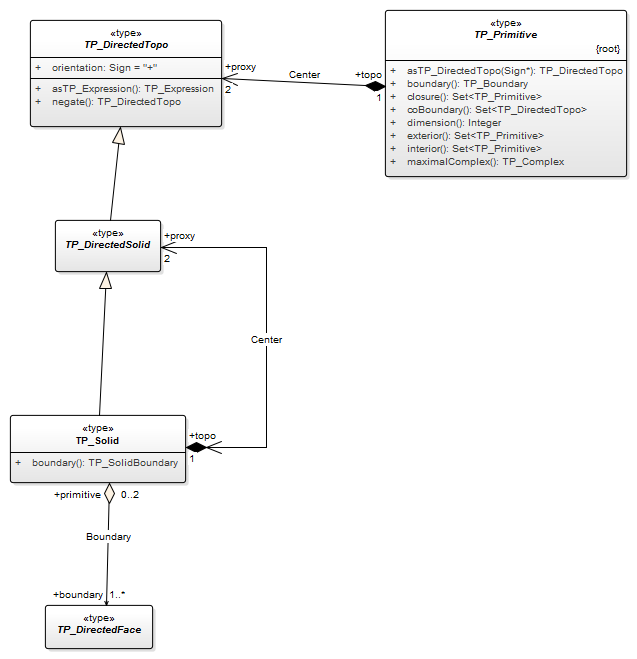 «type»
TP_DirectedTopo
+ orientation: Sign = "+"
+ asTP_Expression(): TP_Expression
+ negate(): TP_DirectedTopo
+proxy
2
Center
+topo
1
«type»
TP_Primitive
{root}
+ asTP_DirectedTopo(Sign*): TP_DirectedTopo
+ boundary(): TP_Boundary
+ closure(): Set<TP_Primitive>
+ coBoundary(): Set<TP_DirectedTopo>
+ dimension(): Integer
+ exterior(): Set<TP_Primitive>
+ interior(): Set<TP_Primitive>
+ maximalComplex(): TP_Complex
«type»
TP_DirectedSolid
+proxy
2
Center
«type»
TP_Solid
+ boundary(): TP_SolidBoundary
+topo
1
+primitive 0..2
Boundary
+boundary 1..*
«type»
TP_DirectedFace